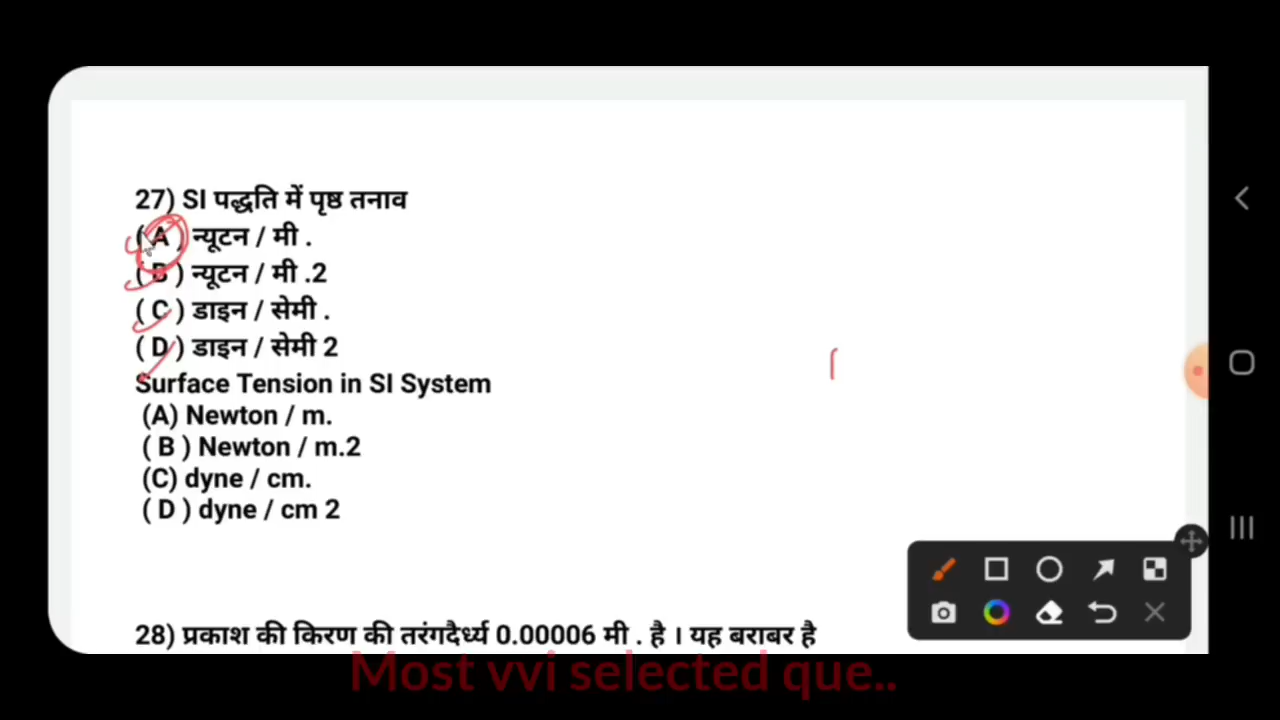 27) SI पद्धति में पृष्ठ तनाव
( A ) न्यूटन / मी .
( B ) न्यूटन / मी .2
( C ) डाइन / सेमी .
( D ) डाइन / सेमी 2
Surface Tension in SI System
(A) Newton / m.
( B ) Newton / m.2
(C) dyne / cm.
( D ) dyne / cm 2
28) प्रकाश की किरण की तरंगदैर्ध्य 0.00006 मी . है । यह बराबर है
Most vvi selected que..